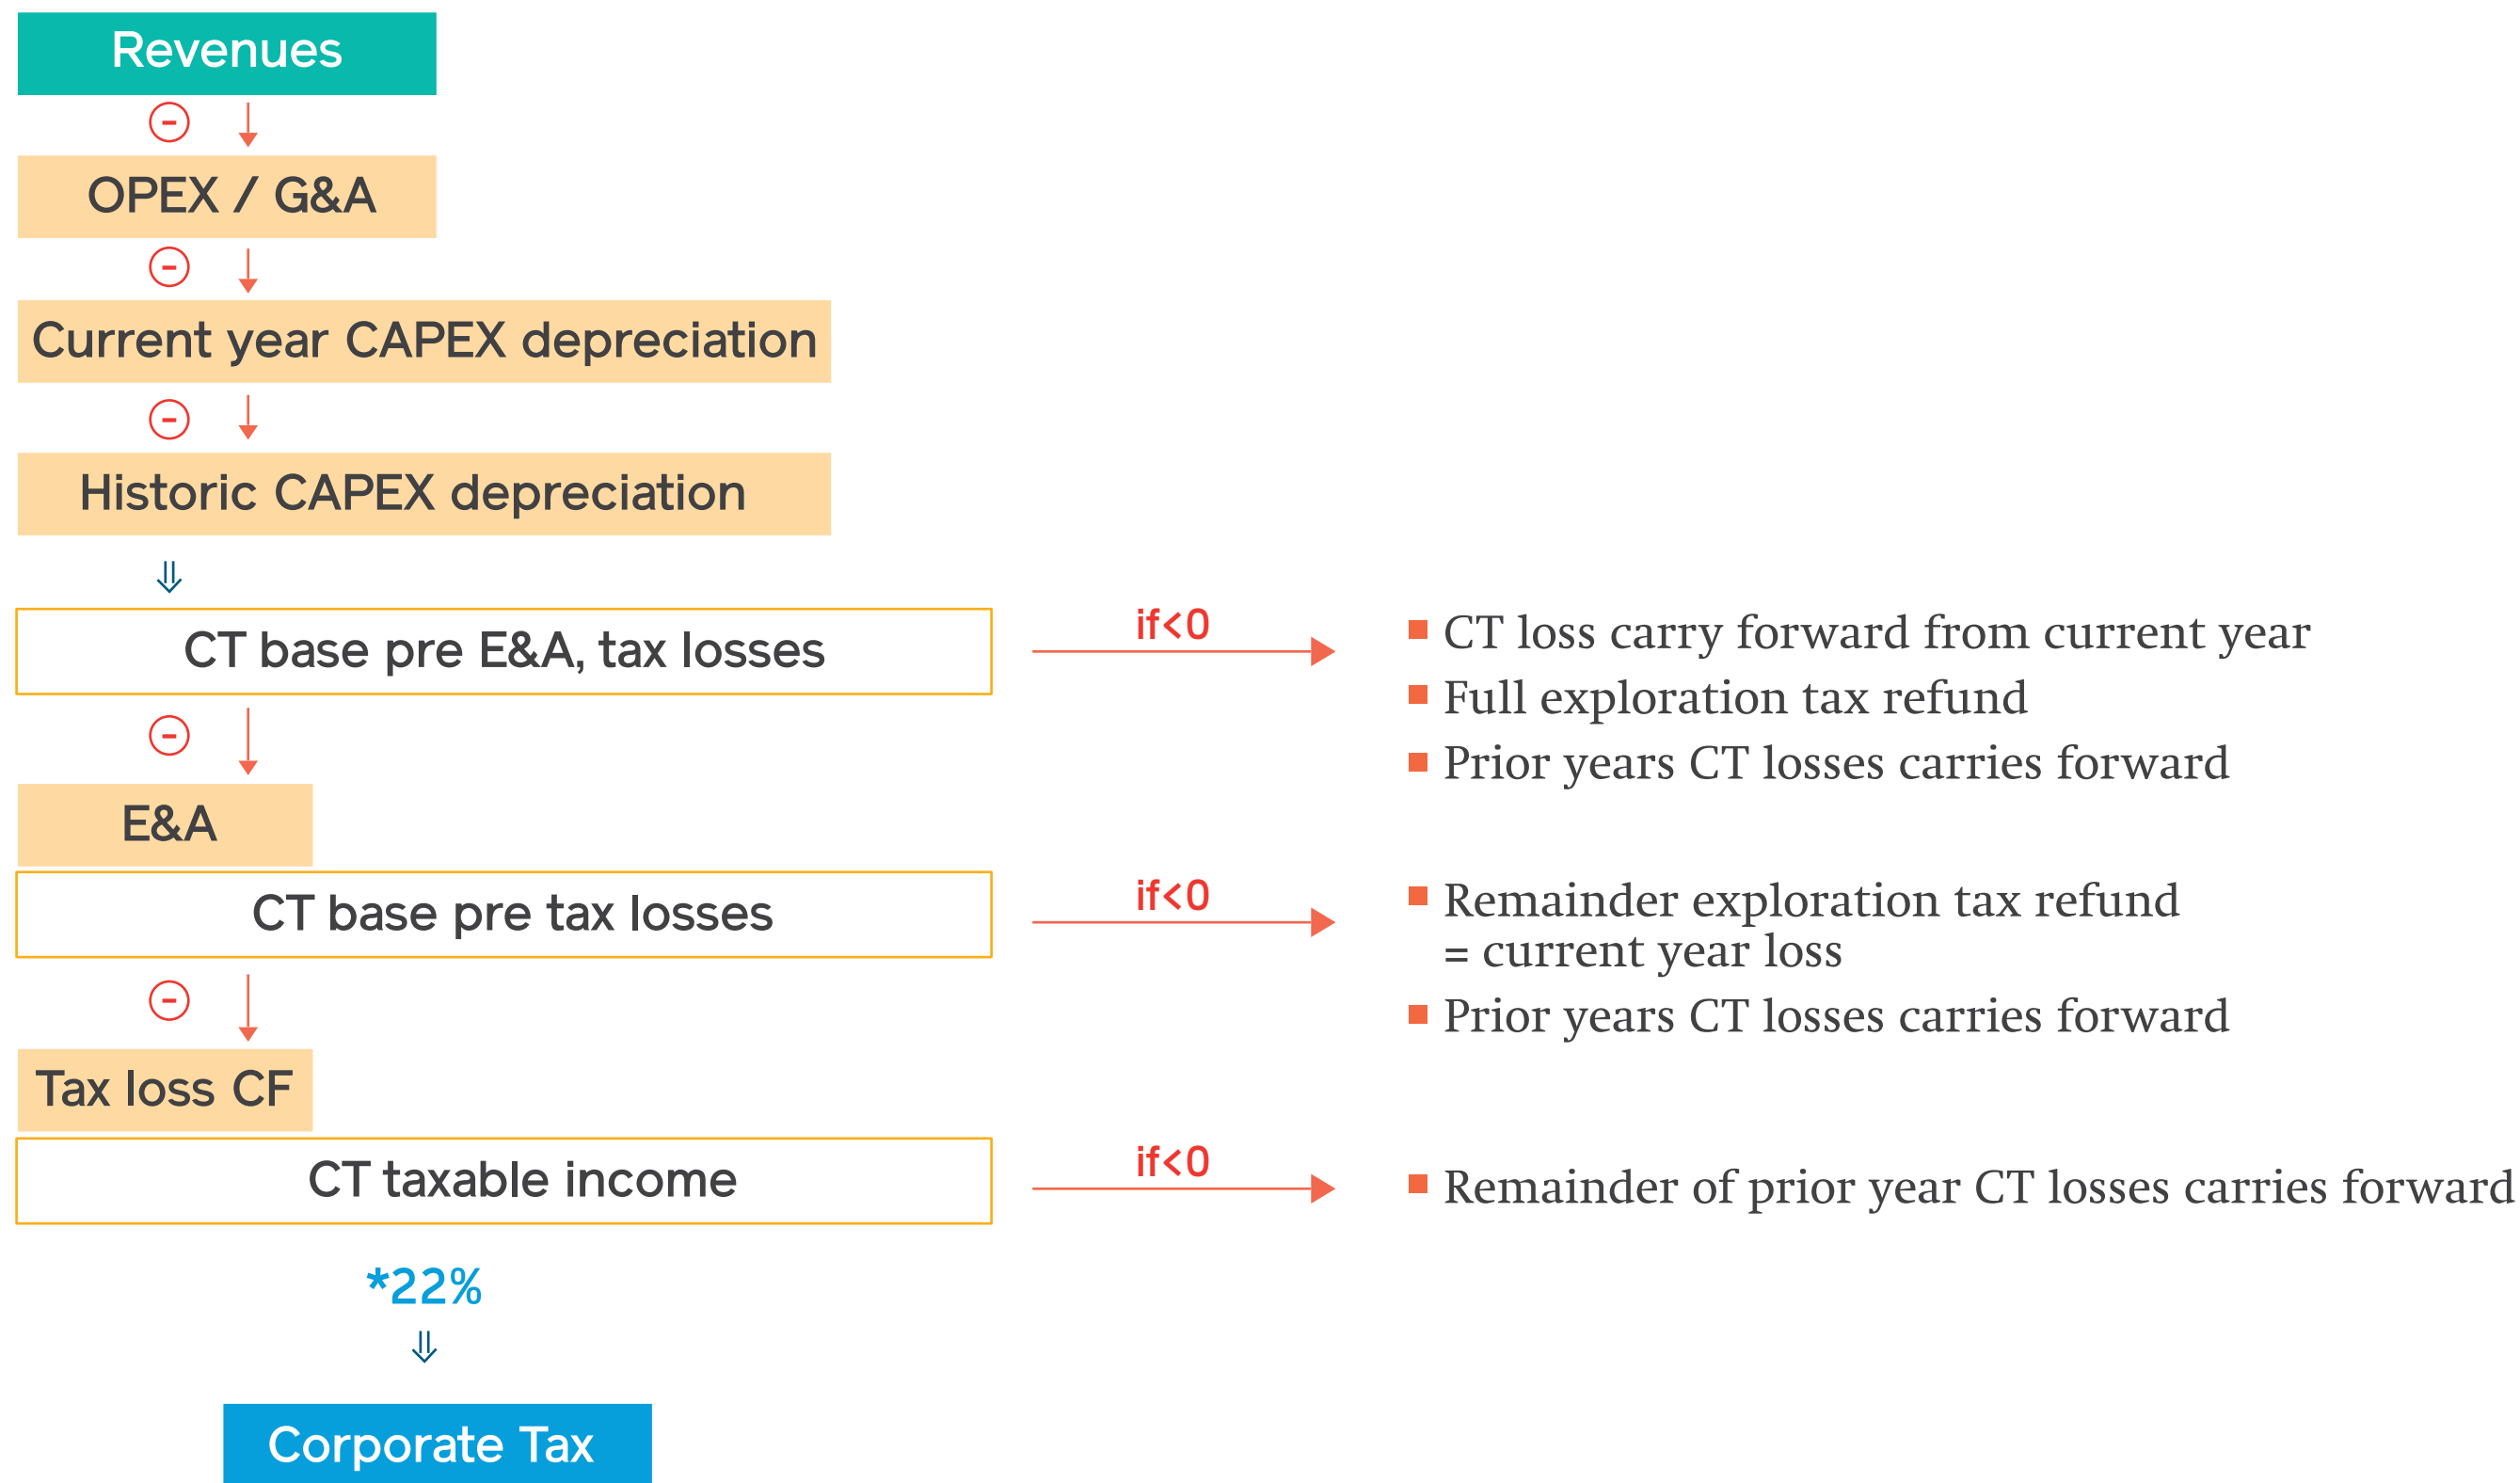 Revenues
-
OPEX / G&A
-
Current year CAPEX depreciation
-
Historic CAPEX depreciation
CT base pre E&A, tax losses
if<0
CT loss carry forward from current year
Full exploration tax refund
Prior years CT losses carries forward
-
E&A
CT base pre tax losses
if<0
Remainder exploration tax refund
= current year loss
Prior years CT losses carries forward
-
Tax loss CF
CT taxable income
if<0
Remainder of prior year CT losses carries forward
*22%
Corporate Tax